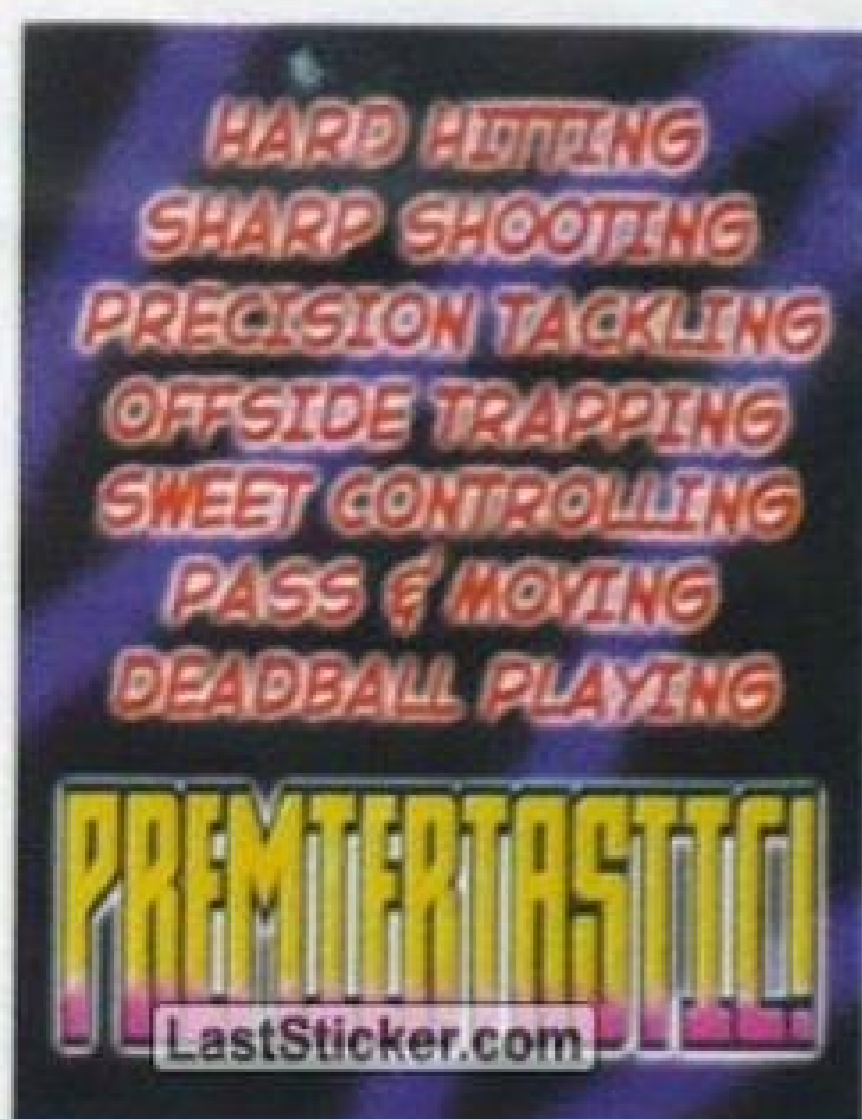 HARD HITTING
SHARP SHOOTING
PRECISION TACKLING
OFFSIDE TRAPPING
SWEET CONTROLLING
PASS & MOVING
DEADBALL PLAYING
PREMIERTASTIC!
LastSticker.com